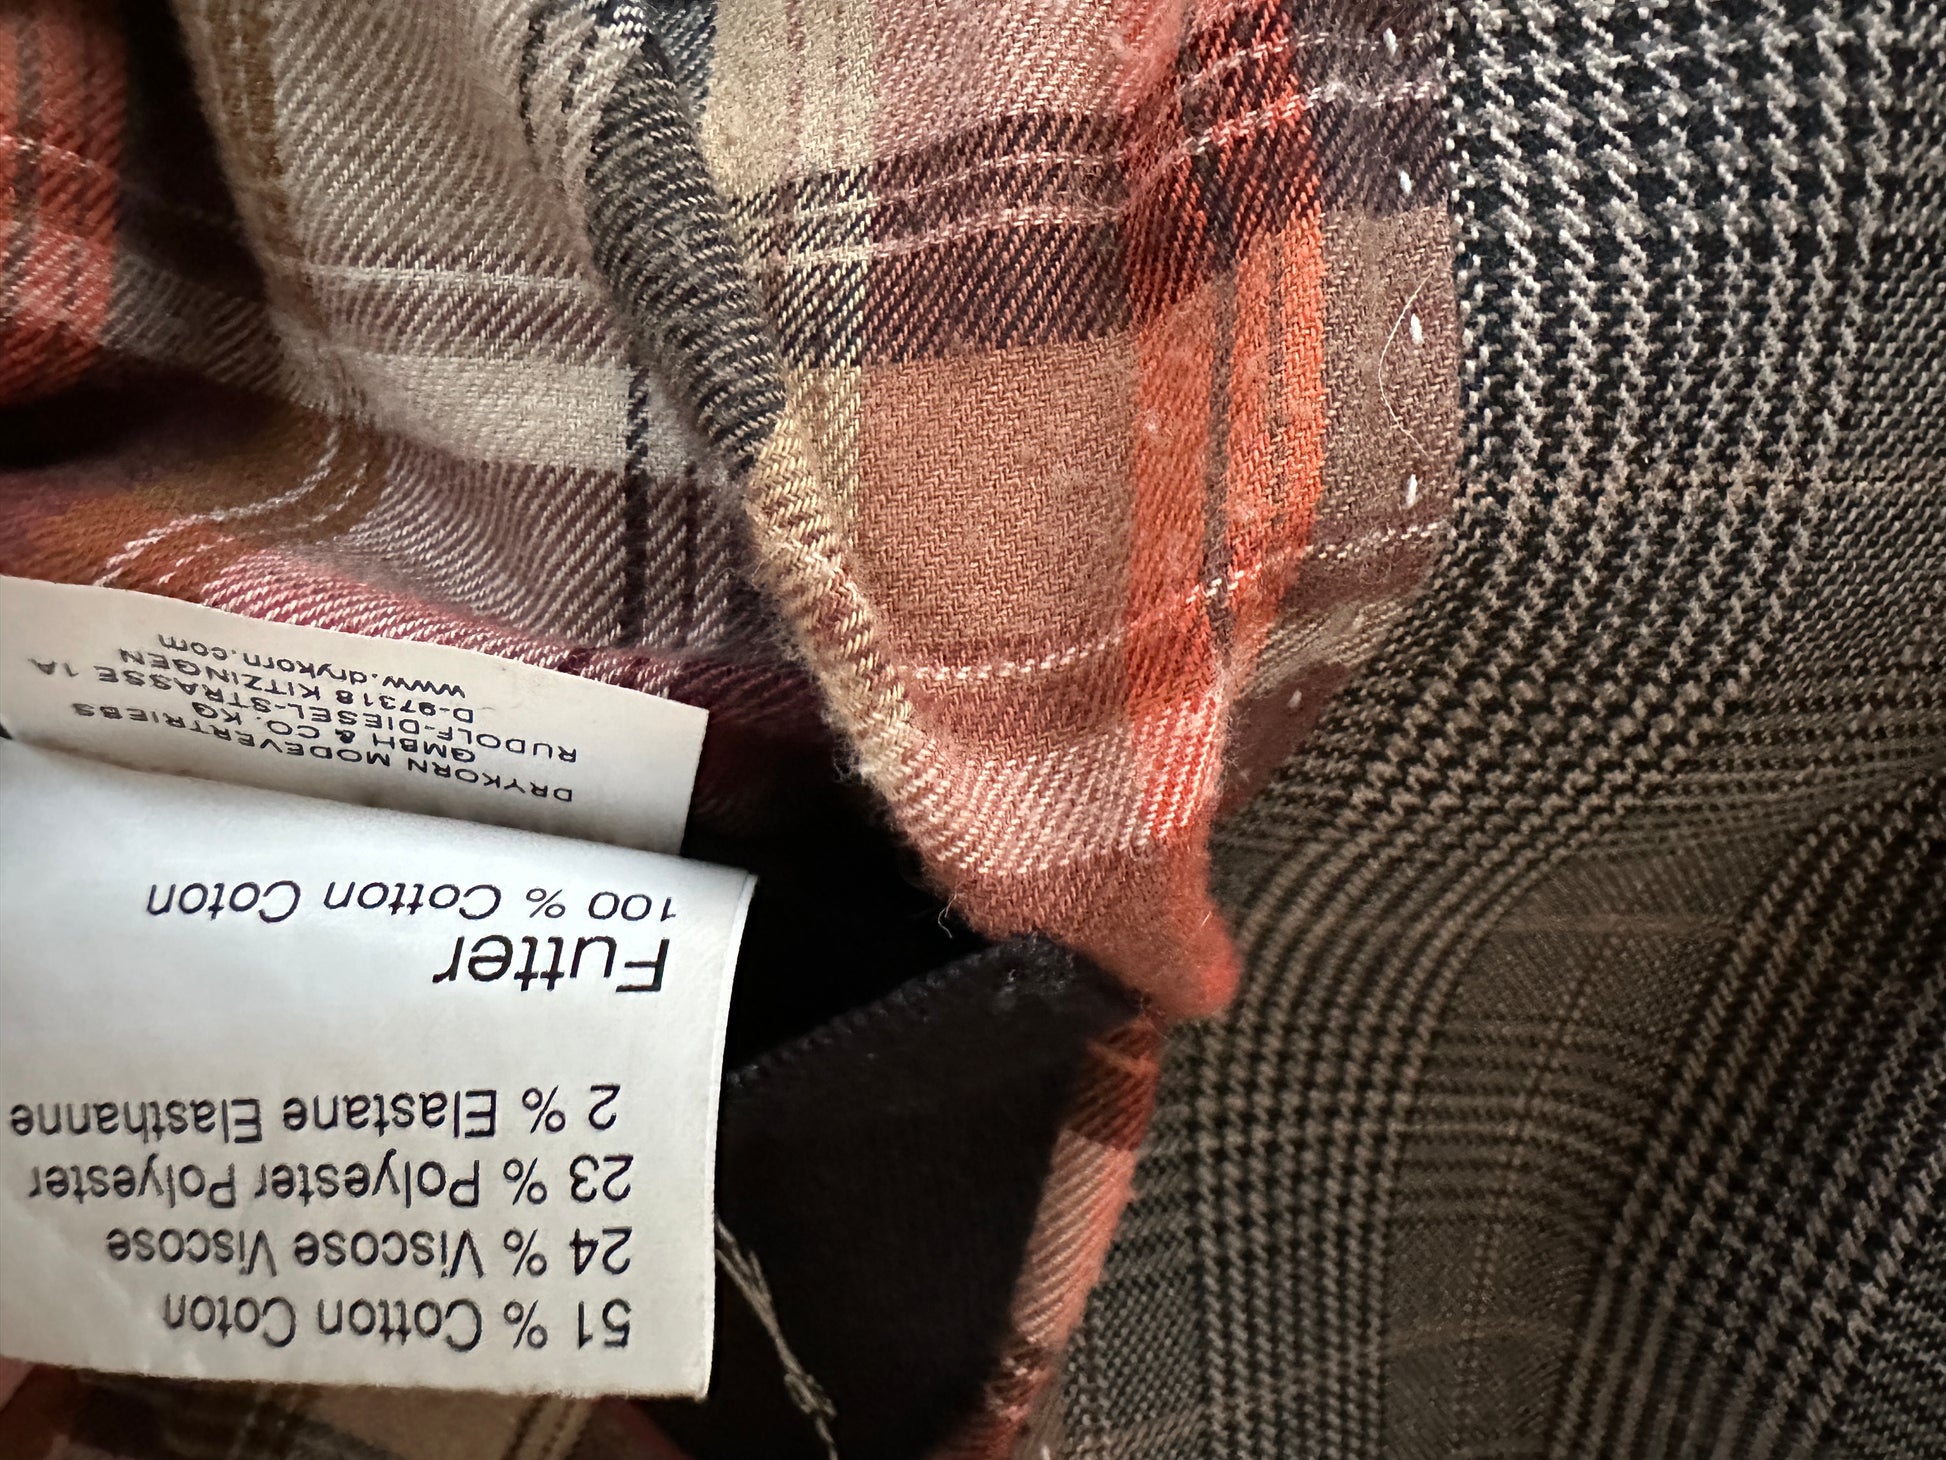 51 % Cotton Coton
24 % Viscose Viscose
23 % Polyester Polyester
2 % Elastane Elasthanne
Futter
100 % Cotton Coton
DRYKORN MODEVERTRIEBS
GMBH & CO. KG
RUDOLF-DIESEL-STRASSE 1A
D-97318 KITZINGEN
www.drykorn.com